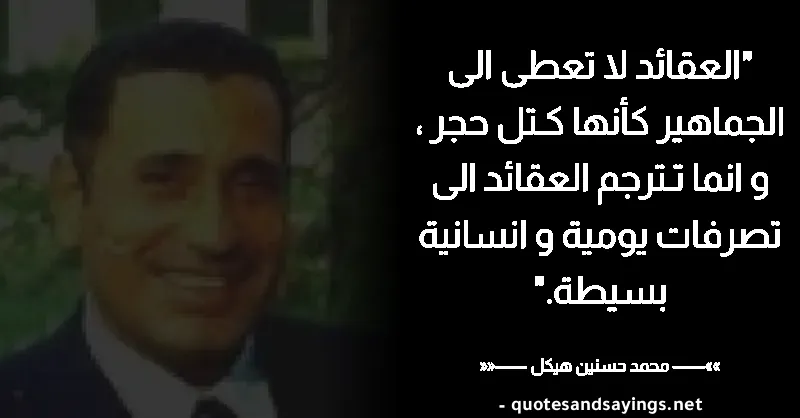 "العقائد لا تعطى الى
الجماهير كأنها كتل حجر ،
و انما تترجم العقائد الى
تصرفات يومية و انسانية
بسيطة."
»»—— محمد حسنين هيكل ——««
- quotesandsayings.net